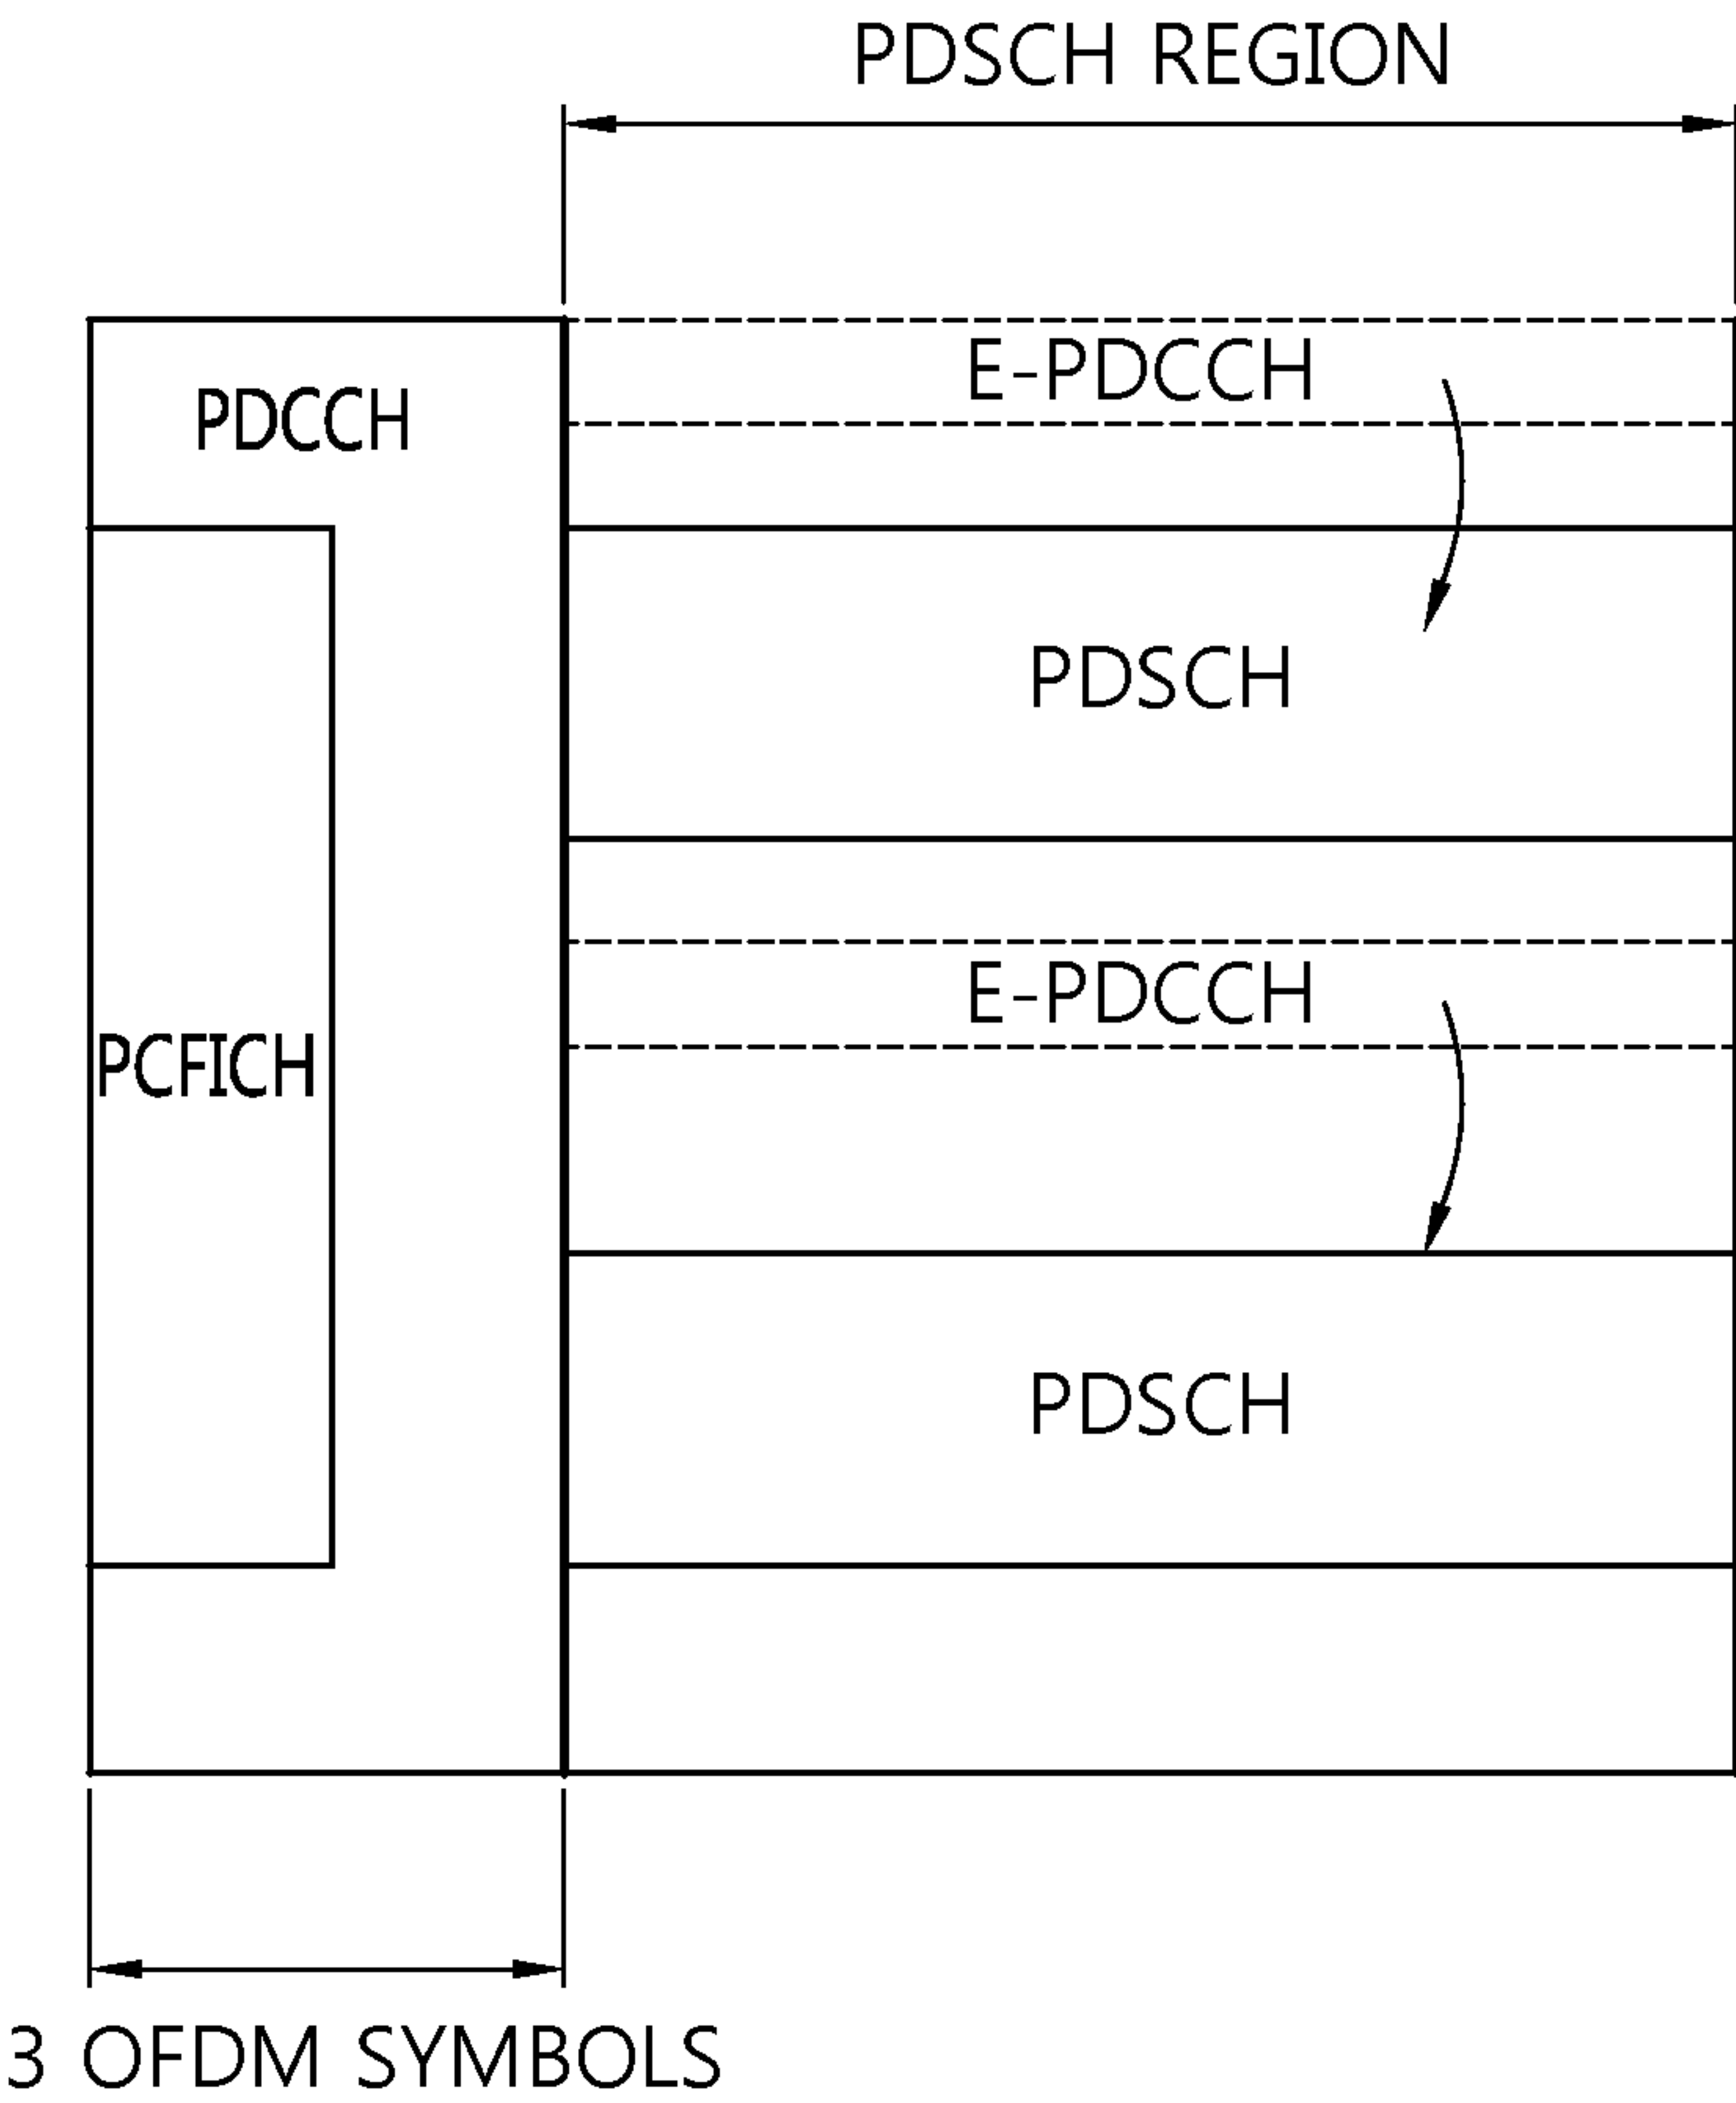 PDSCH REGION
E-PDCCH
PDCCH
PDSCH
E-PDCCH
PCFICH
PDSCH
3 OFDM SYMBOLS